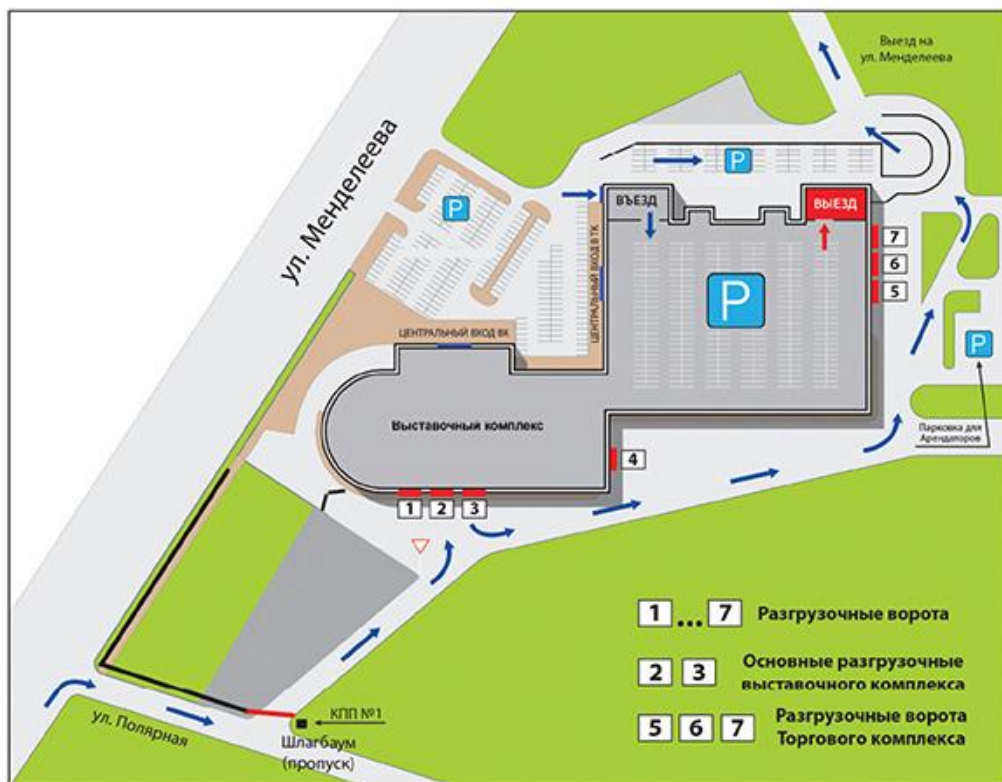 Выезд на
ул. Менделеева
ул. Менделеева
P
P
ВЪЕЗД
ВЫЕЗД
7
6
5
P
P
ЦЕНТРАЛЬНЫЙ ВХОД В ТК
ЦЕНТРАЛЬНЫЙ ВХОД ВК
Выставочный комплекс
Парковка для
Арендаторов
4
1 2 3
1 ... 7 Разгрузочные ворота
2 3 Основные разгрузочные
выставочного комплекса
5 6 7 Разгрузочные ворота
Торгового комплекса
ул. Полярная
КПП №1
Шлагбаум
(пропуск)